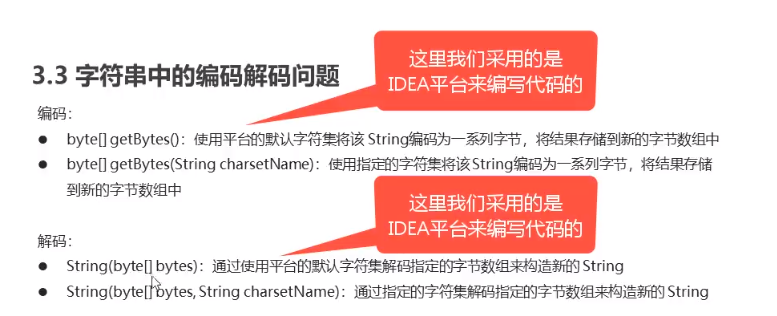 这里我们采用的是
IDEA平台来编写代码的
3.3 字符串中的编码解码问题
编码：
● byte[] getBytes()：使用平台的默认字符集将该 String编码为一系列字节，将结果存储到新的字节数组中
● byte[] getBytes(String charsetName)：使用指定的字符集将该 String编码为一系列字节，将结果存储
到新的字节数组中
这里我们采用的是
IDEA平台来编写代码的
解码：
● String(byte[] bytes)：通过使用平台的默认字符集解码指定的字节数组来构造新的 String
● String(byte[] bytes, String charsetName)：通过指定的字符集解码指定的字节数组来构造新的 String